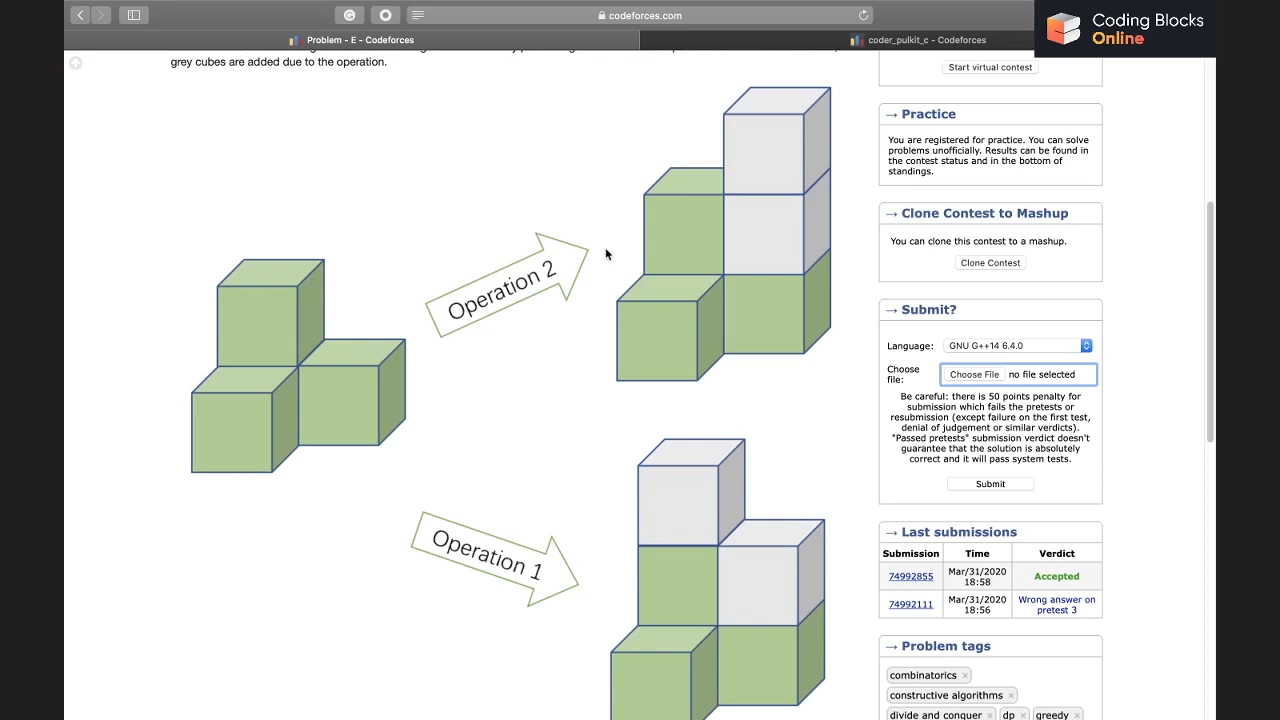 codeforces.com
Problem - E - Codeforces
coder_pulkit_c - Codeforces
Coding Blocks
Online
grey cubes are added due to the operation.
Operation 2
Operation 1
Start virtual contest
→ Practice
You are registered for practice. You can solve
problems unofficially. Results can be found in
the contest status and in the bottom of
standings.
→ Clone Contest to Mashup
You can clone this contest to a mashup.
Clone Contest
→ Submit?
Language: GNU G++14 6.4.0
Choose
file: Choose File no file selected
Be careful: there is 50 points penalty for
submission which fails the pretests or
resubmission (except failure on the first test,
denial of judgement or similar verdicts).
"Passed pretests" submission verdict doesn't
guarantee that the solution is absolutely
correct and it will pass system tests.
Submit
→ Last submissions
Submission Time Verdict
74992855 Mar/31/2020 18:58 Accepted
74992111 Mar/31/2020 18:56 Wrong answer on pretest 3
→ Problem tags
combinatorics ×
constructive algorithms ×
divide and conquer × dp × greedy ×